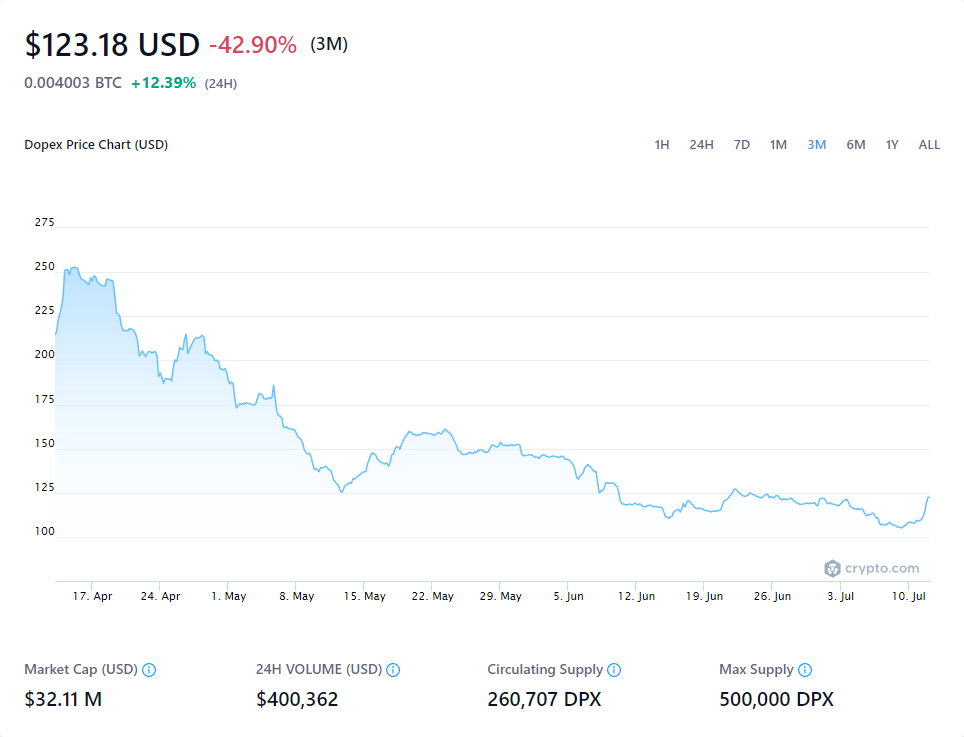 $123.18 USD -42.90% (3M)
0.004003 BTC +12.39% (24H)
Dopex Price Chart (USD) 1H 24H 7D 1M 3M 6M 1Y ALL
275
250
225
200
175
150
125
100
crypto.com
17. Apr 24. Apr 1. May 8. May 15. May 22. May 29. May 5. Jun 12. Jun 19. Jun 26. Jun 3. Jul 10. Jul
Market Cap (USD) 24H VOLUME (USD) Circulating Supply Max Supply
$32.11 M $400,362 260,707 DPX 500,000 DPX